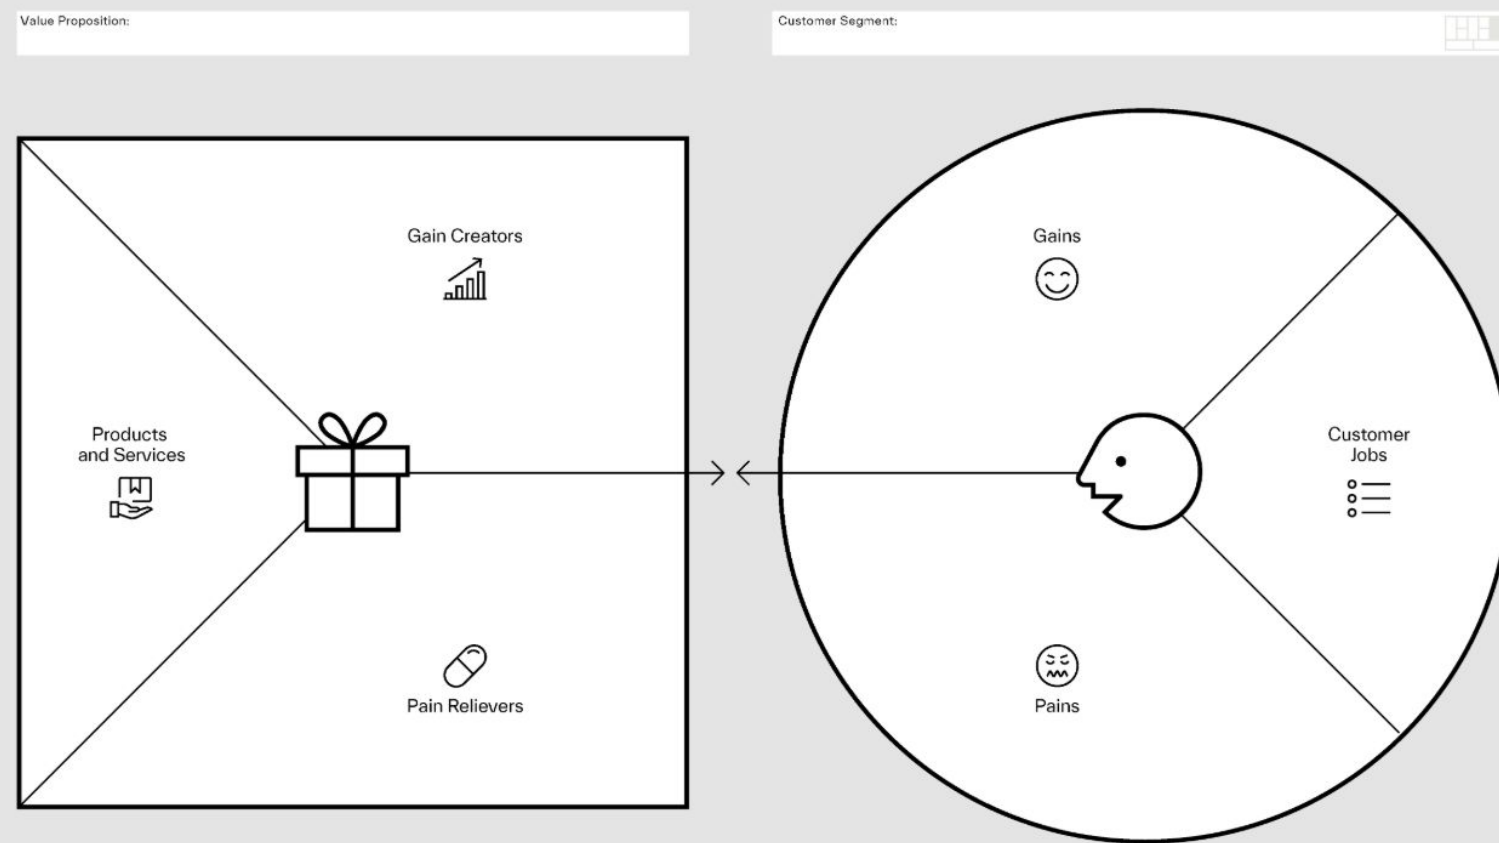 Value Proposition:
Customer Segment:
Gain Creators
Products
and Services
Pain Relievers
Gains
Customer
Jobs
Pains